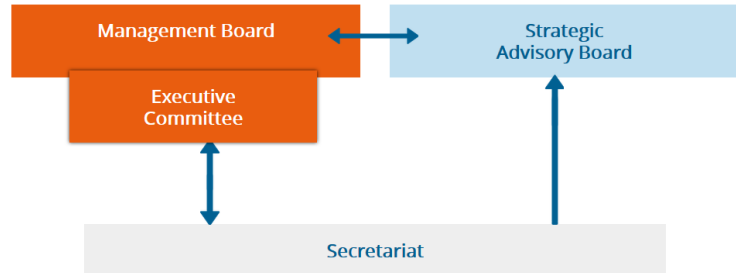 Management Board
Strategic
Advisory Board
Executive
Committee
Secretariat